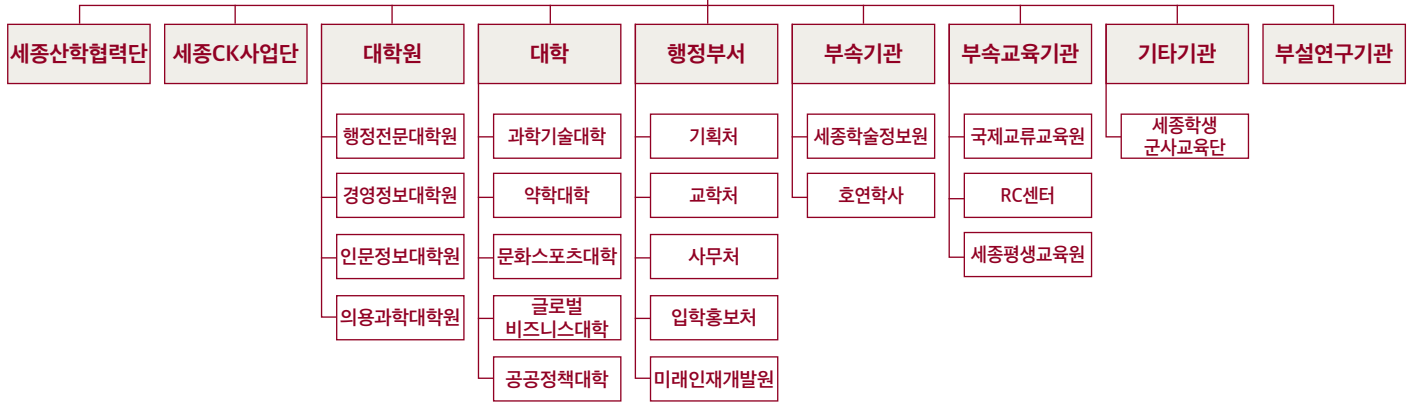 세종산학협력단
세종CK사업단
대학원
대학
행정부서
부속기관
부속교육기관
기타기관
부설연구기관
행정전문대학원
경영정보대학원
인문정보대학원
의용과학대학원
과학기술대학
약학대학
문화스포츠대학
글로벌
비즈니스대학
공공정책대학
기획처
교학처
사무처
입학홍보처
미래인재개발원
세종학술정보원
호연학사
국제교류교육원
RC센터
세종평생교육원
세종학생
군사교육단